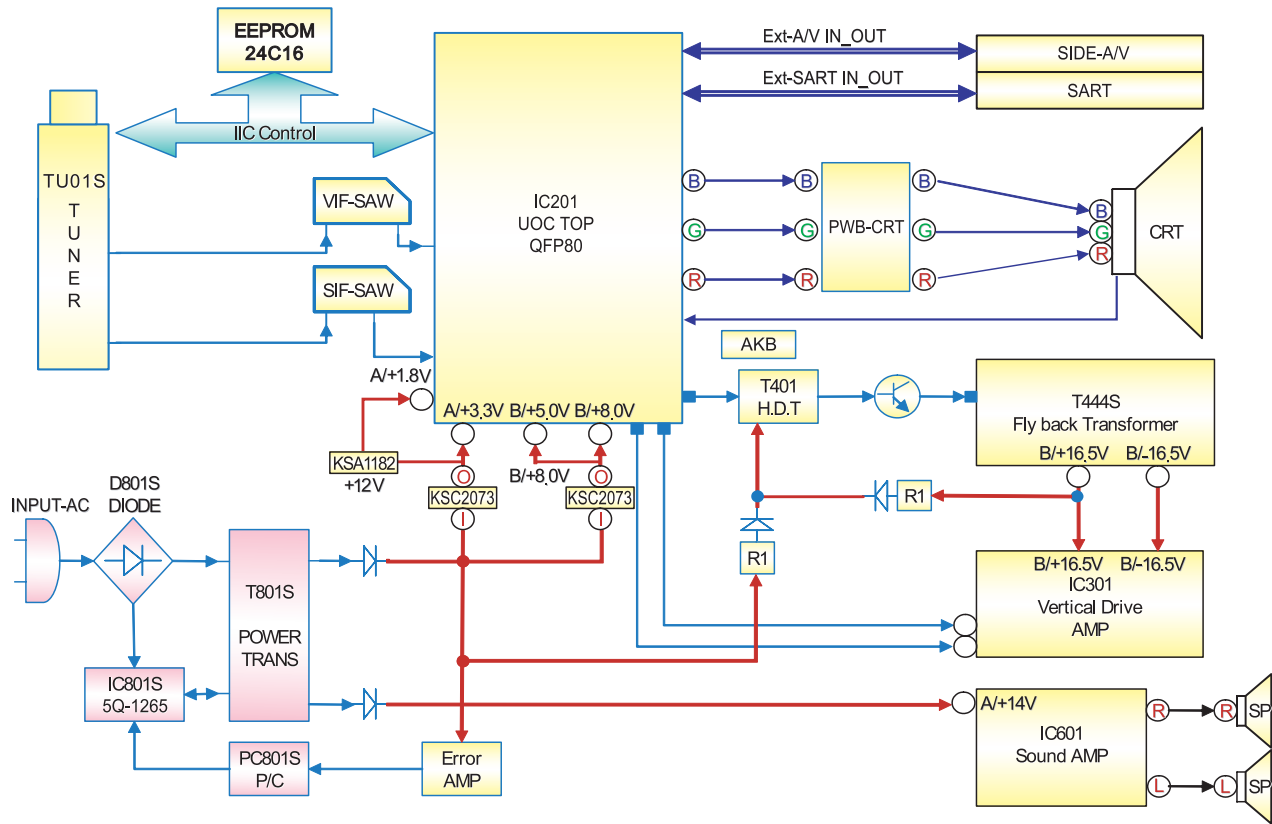 EEPROM
24C16
IIC Control
TU01S
TUNER
VIF-SAW
SIF-SAW
IC201
UOC TOP
QFP80
Ext-A/V IN_OUT
SIDE-A/V
Ext-SART IN_OUT
SART
B
B
B
B
G
G
G
G
R
R
R
R
PWB-CRT
CRT
AKB
A/+1.8V
A/+3.3V
B/+5.0V
B/+8.0V
T401
H.D.T
T444S
Fly back Transformer
B/+16.5V
B/-16.5V
KSA1182
+12V
O
KSC2073
I
B/+8.0V
O
KSC2073
I
R1
R1
INPUT-AC
D801S
DIODE
T801S
POWER
TRANS
IC801S
5Q-1265
PC801S
P/C
Error
AMP
B/+16.5V
B/-16.5V
IC301
Vertical Drive
AMP
A/+14V
IC601
Sound AMP
R
R
SP
L
L
SP